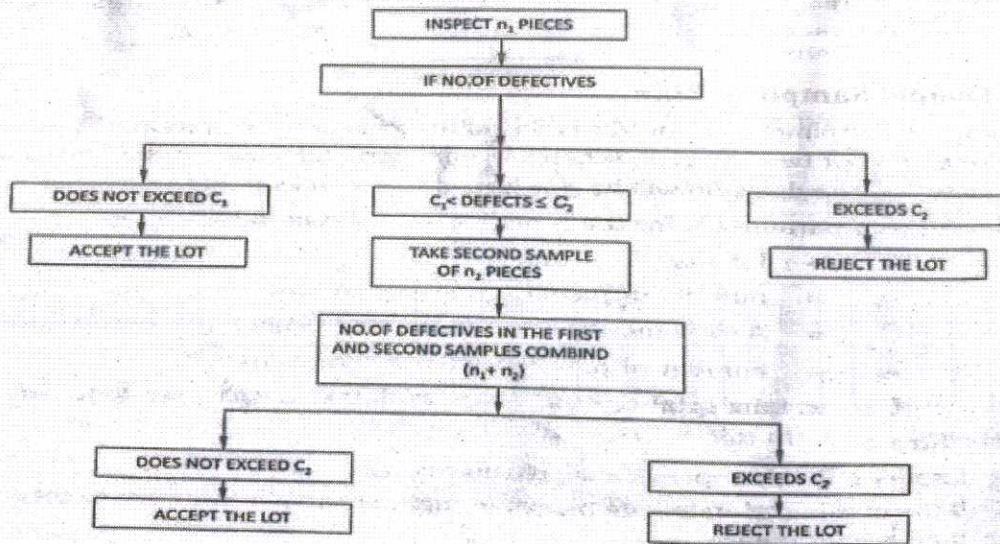 INSPECT n₁ PIECES
IF NO.OF DEFECTIVES
DOES NOT EXCEED C₁
C₁< DEFECTS ≤ C₂
EXCEEDS C₂
ACCEPT THE LOT
TAKE SECOND SAMPLE
OF n₂ PIECES
REJECT THE LOT
NO.OF DEFECTIVES IN THE FIRST
AND SECOND SAMPLES COMBIND
(n₁+ n₂)
DOES NOT EXCEED C₂
EXCEEDS C₂
ACCEPT THE LOT
REJECT THE LOT